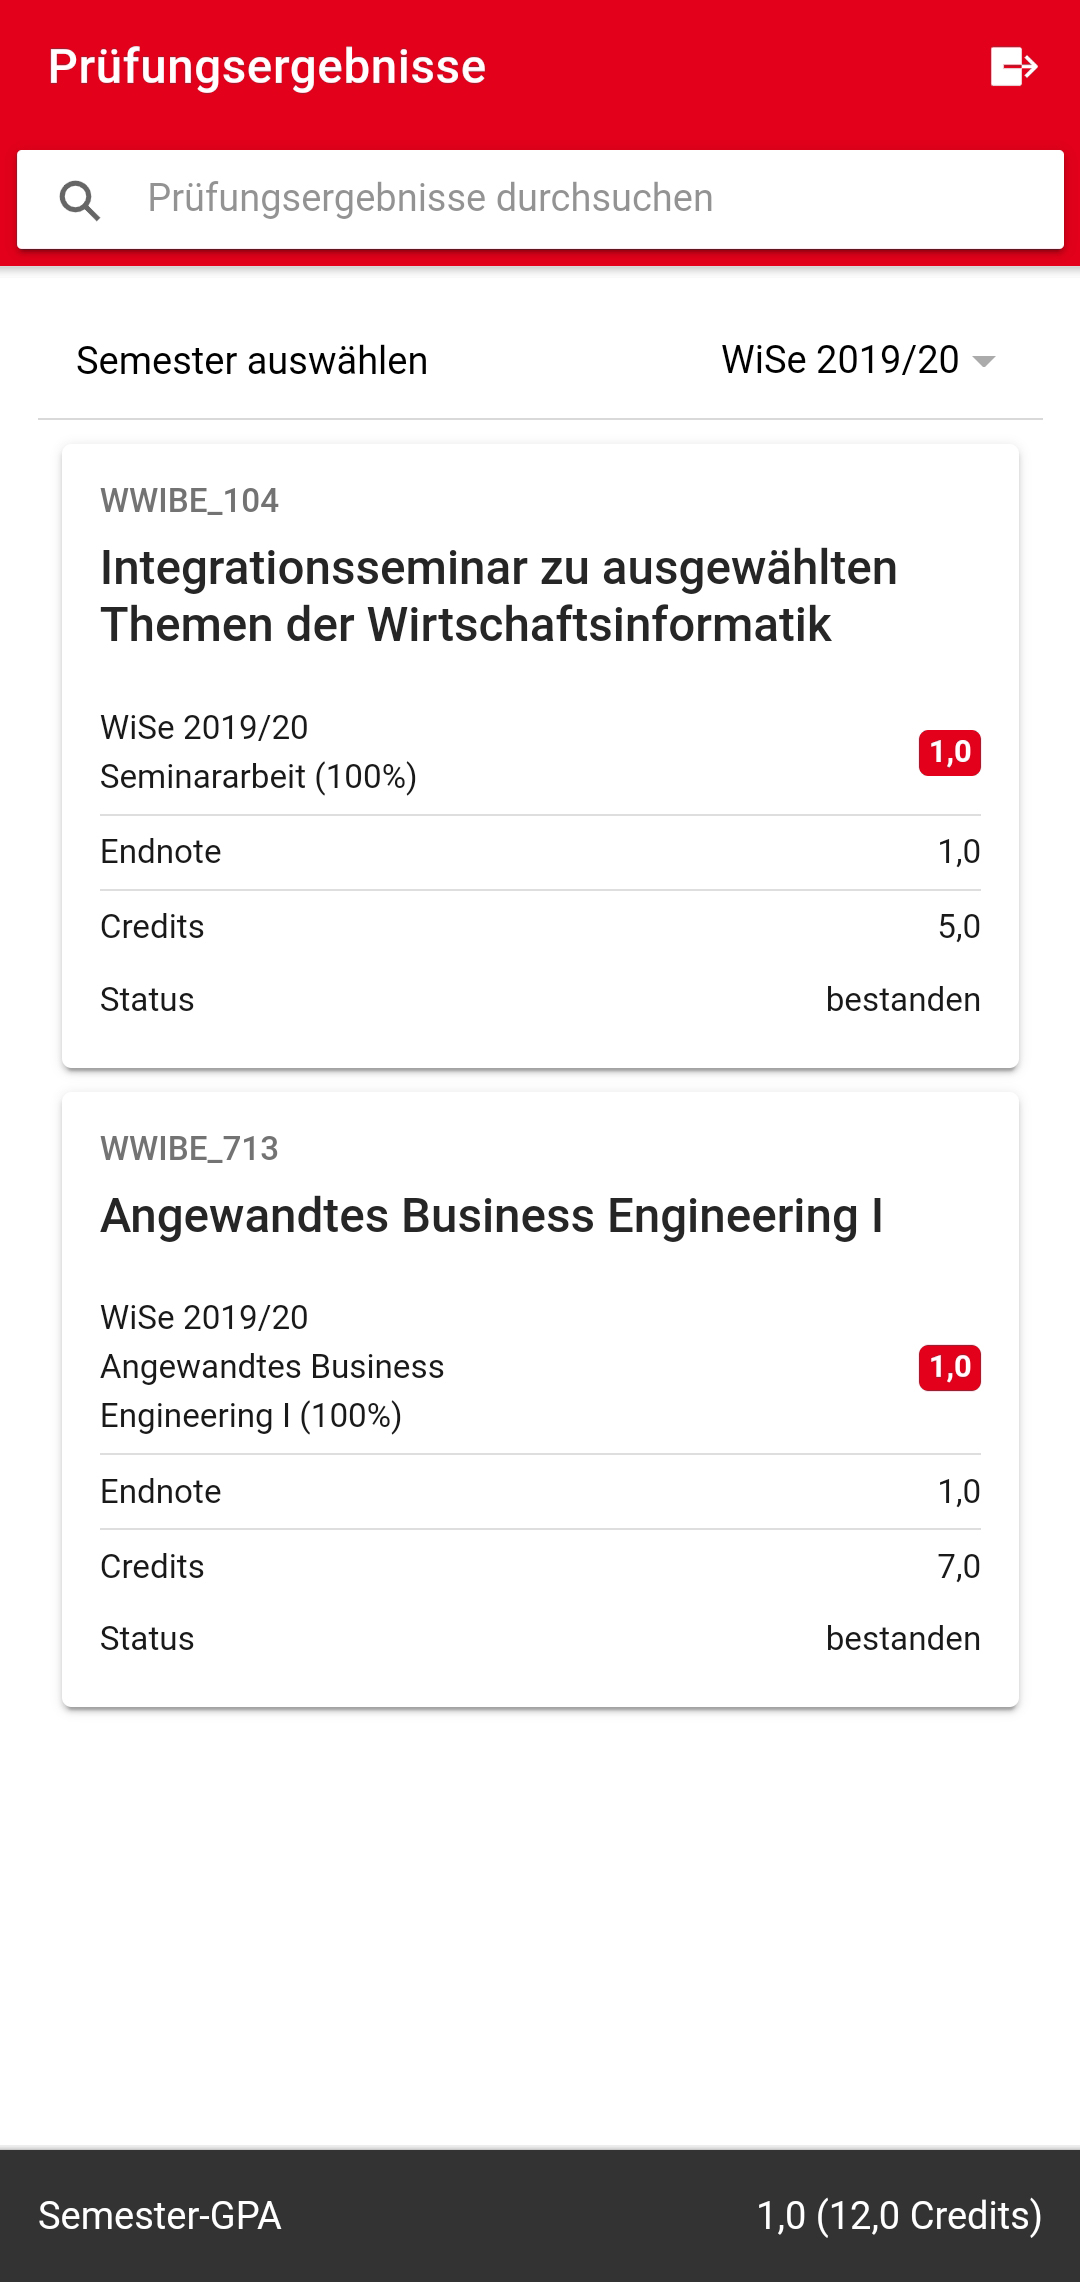 Prüfungsergebnisse
Prüfungsergebnisse durchsuchen
Semester auswählen WiSe 2019/20
WWIBE_104
Integrationsseminar zu ausgewählten
Themen der Wirtschaftsinformatik
WiSe 2019/20
Seminararbeit (100%) 1,0
Endnote 1,0
Credits 5,0
Status bestanden
WWIBE_713
Angewandtes Business Engineering I
WiSe 2019/20
Angewandtes Business 1,0
Engineering I (100%)
Endnote 1,0
Credits 7,0
Status bestanden
Semester-GPA 1,0 (12,0 Credits)